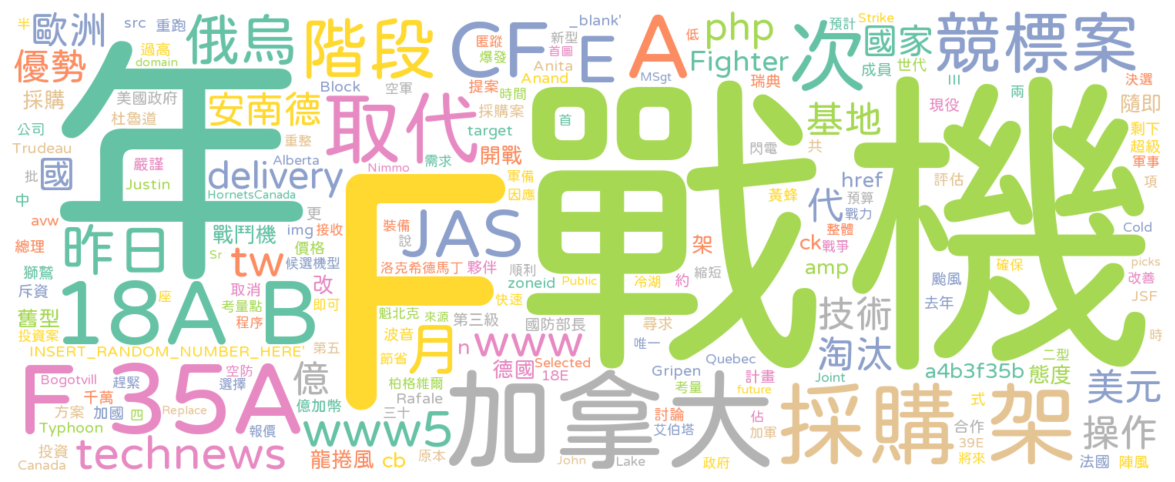 半 src 重跑 _blank' 新型 首圖 低 MSgt 預計 Strike
歐洲 俄烏 階段 CF E A php 次 國家 競標案
過高 domain 匿蹤 爆發 Anita Anand 提案 Fighter 瑞典 成員 世代 III 兩 決選
優勢 美國政府 安南德 Block 空軍 時間 採購案 現役 隨即
採購 杜魯道 取代 target 基地 剩下 超級 軍事
公司 Trudeau 年 重整 需求 開戰 首 戰機 閃電 共 項
嚴謹 Alberta Nimmo 軍備 黃蜂 評估
國 批 Justin delivery HornetsCanada 因應 代 href 預算 戰力
中 avw 更 F JAS 裝備 說 架 整體 戰爭 ck Cold
昨日 戰鬥機 img 接收 價格 候選機型
總理 獅鷲 斥資 tw Sr 改 洛克希德馬丁 夥伴 順利 zoneid 約 縮短 amp 颱風 確保 picks 改善
18A B 取消 考量點 即可 快速 Public 冷湖 去年 JSF
舊型 座 程序 魁北克 來源 第三級 國防部長 尋求 技術 時
投資案 INSERT_RANDOM_NUMBER_HERE' 第五 月 波音 n www 唯一 淘汰 二型
Bogotvill 趕緊 空防 節省 德國 Selected 18E Quebec Joint
F 35A 千萬 選擇 億 柏格維爾 Rafale Gripen 考量 計畫 future a4b3f35b 態度 美元
方案 加國 四 Replace 億加幣 三十 加拿大 討論 佔 採購 架 式
Typhoon 報價 www5 艾伯塔 加軍 合作 39E 操作
投資 Canada technews 龍捲風 cb 原本 John Lake 政府 將來 法國 陣風